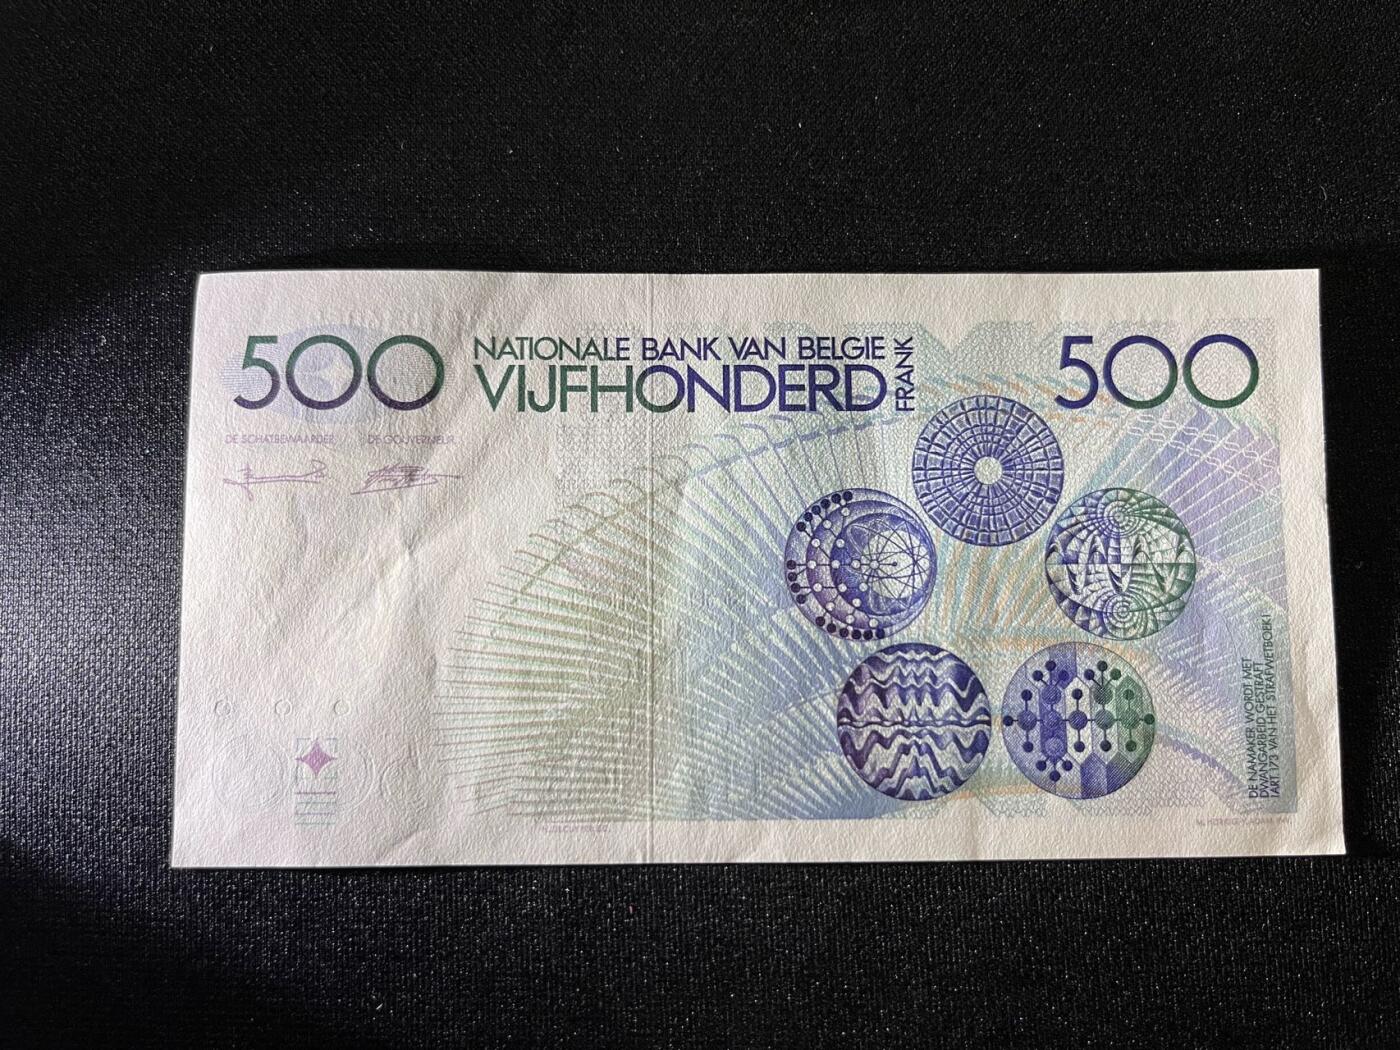 500
NATIONALE BANK VAN BELGIE
VIJFHONDERD
FRANK
500
DE SCHATBEWAARDER
DE GOUVERNEUR
DE NAMAKER WORDT MET
DWANGARBEID GESTRAFT
[ART. 173 VAN HET STRAFWETBOEK]